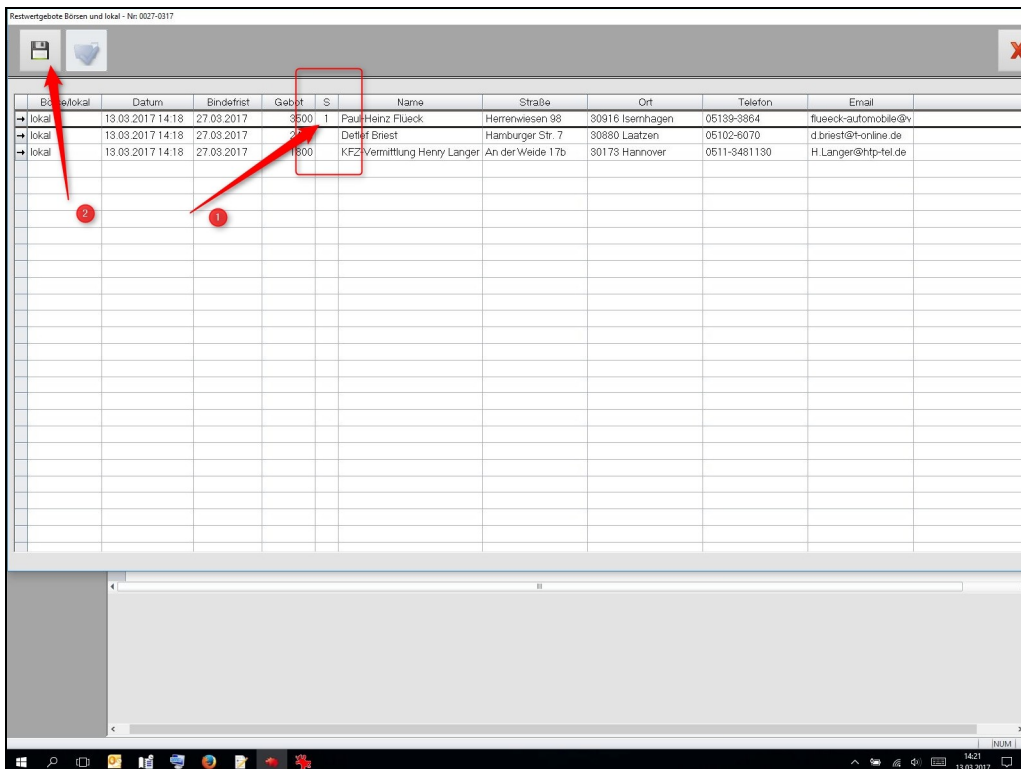 Restwertgebote Börsen und lokal - Nr: 0027-0317
Datum Bindefrist Gebot S Name Straße Ort Telefon Email
lokal 13.03.2017 14:18 27.03.2017 3500 1 Paul-Heinz Flüeck Herrenwiesen 98 30916 Isernhagen 05139-3864 flueeck-automobile@v
lokal 13.03.2017 14:18 27.03.2017 Detlef Briest Hamburger Str. 7 30880 Laatzen 05102-6070 d.briest@t-online.de
lokal 13.03.2017 14:18 27.03.2017 1800 KFZ-Vermittlung Henry Langer An der Weide 17b 30173 Hannover 0511-3481130 H.Langer@htp-tel.de
2
1
NUM
14:21
13.03.2017